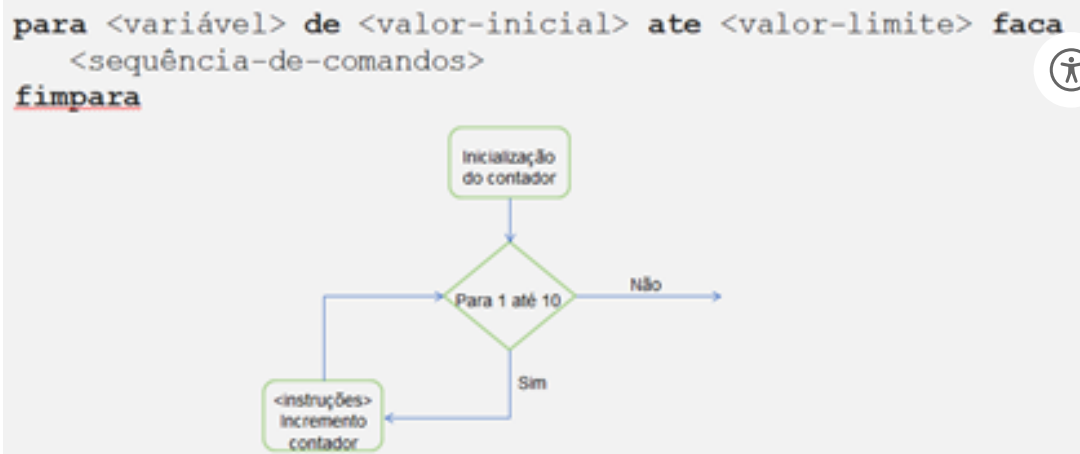 para <variável> de <valor-inicial> ate <valor-limite> faca
<sequência-de-comandos>
fimpara
Inicialização
do contador
Para 1 até 10
Não
Sim
<instruções>
Incremento
contador